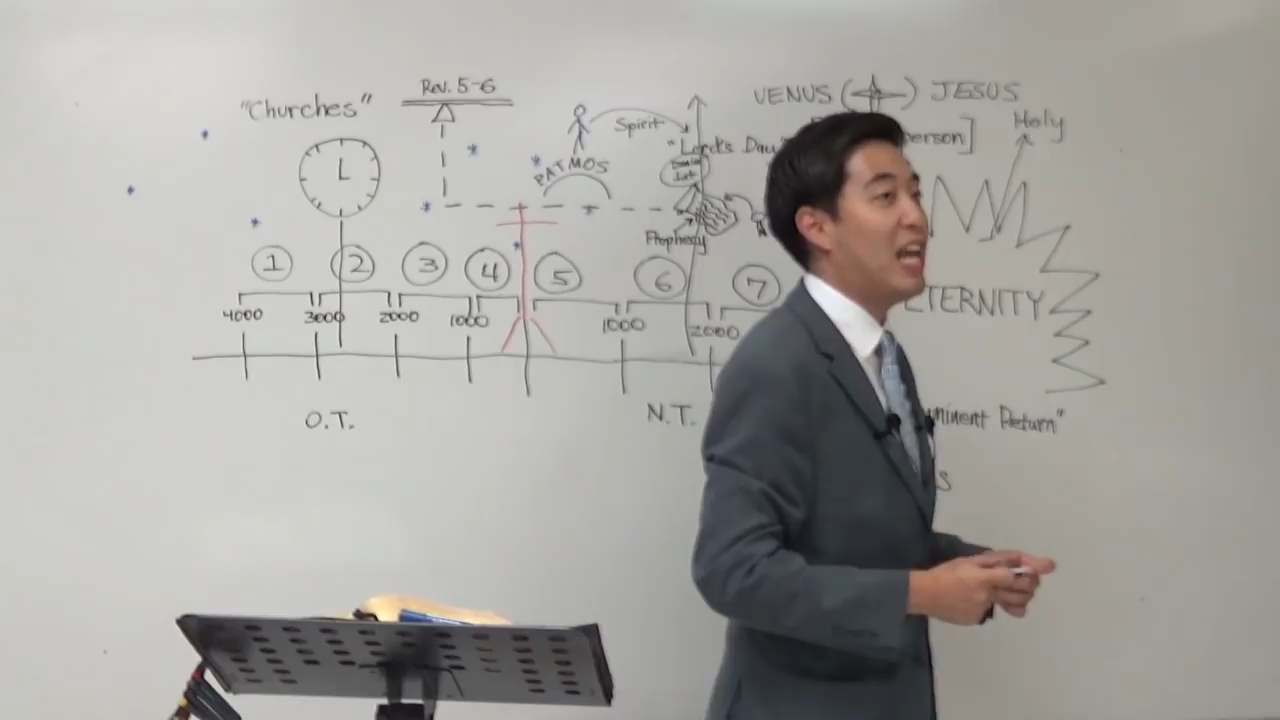 "Churches"
Rev. 5-6
VENUS ( ) JESUS
Spirit
Holy
"Lord's Day"
erson]
PATMOS
L
Prophecy
1 2 3 4 5 6 7
ETERNITY
4000 3000 2000 1000 1000 2000
O.T.
N.T.
minent Return"
s